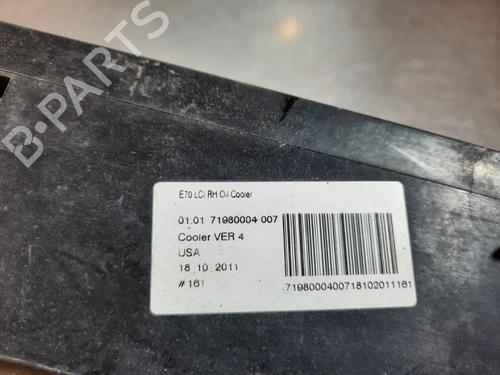 B-PARTS
E70 LCi RH Oil Cooler
01.01 71980004 007
Cooler VER 4
USA
18.10.2011
#161
7198000400718102011161